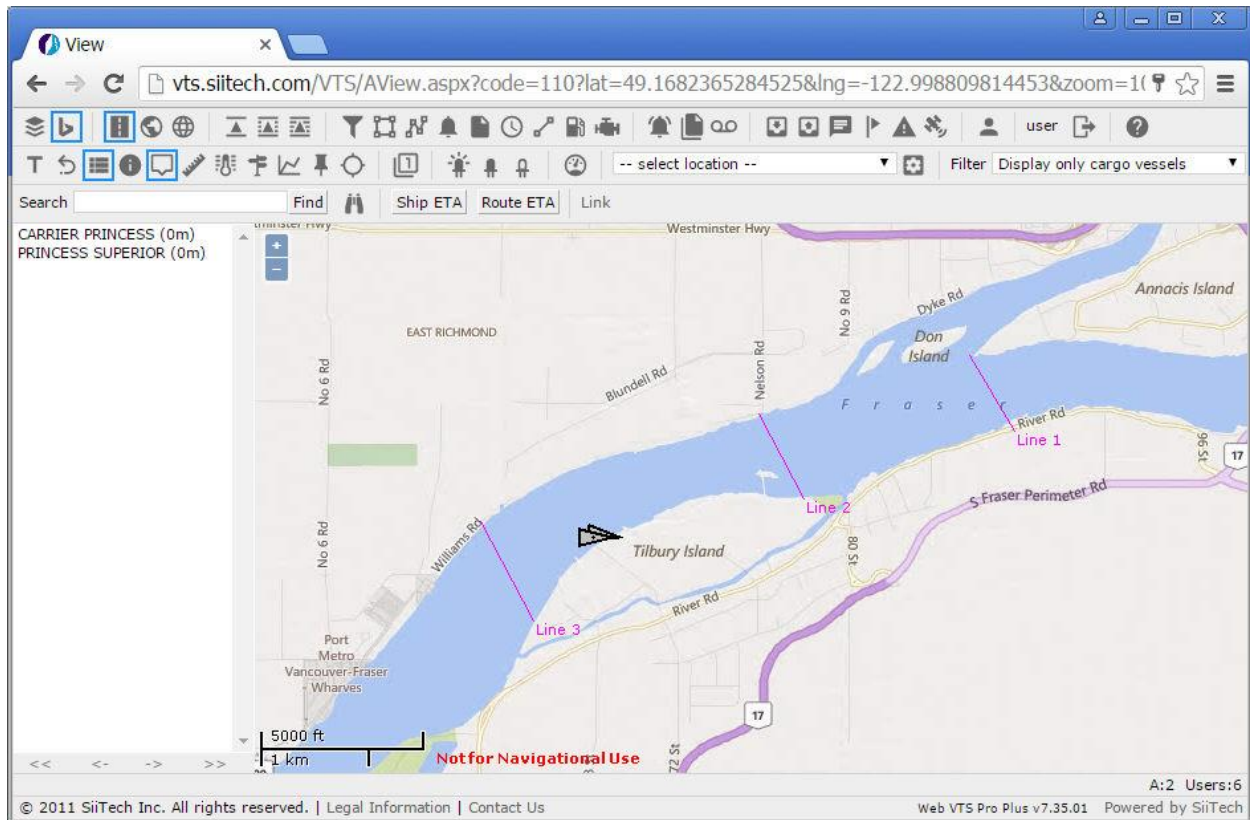 View
vts.siitech.com/VTS/AView.aspx?code=110?lat=49.1682365284525&lng=-122.998809814453&zoom=1
user
T
1
-- select location --
Filter
Display only cargo vessels
Search
Find
Ship ETA
Route ETA
Link
CARRIER PRINCESS (0m)
PRINCESS SUPERIOR (0m)
+
−
Westminster Hwy
Annacis Island
Dyke Rd
No 9 Rd
Don
Island
EAST RICHMOND
Nelson Rd
Blundell Rd
No 6 Rd
Fraser
River Rd
Line 1
96 St
17
S Fraser Perimeter Rd
Line 2
Williams Rd
No 6 Rd
Tilbury Island
80 St
River Rd
Line 3
Port
Metro
Vancouver-Fraser
Wharves
17
72 St
5000 ft
1 km
Not for Navigational Use
<< <- -> >>
A:2 Users:6
© 2011 SiiTech Inc. All rights reserved. | Legal Information | Contact Us
Web VTS Pro Plus v7.35.01 Powered by SiiTech